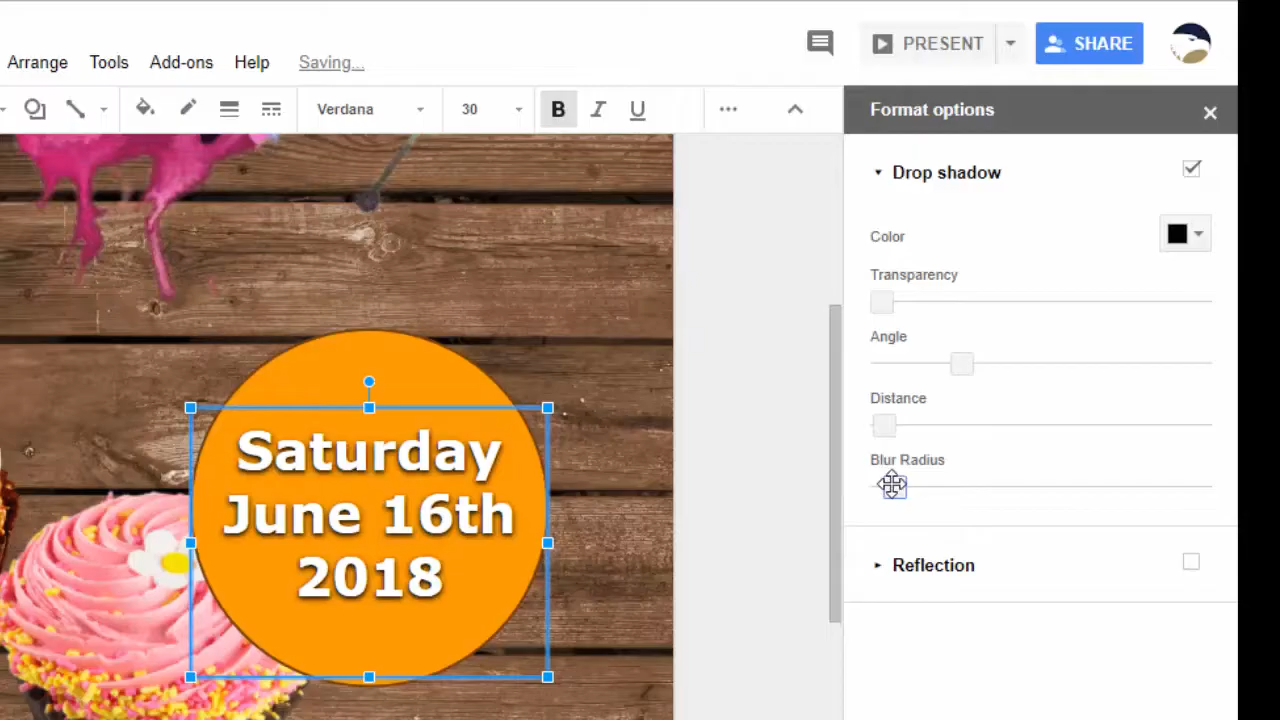 PRESENT
SHARE
Arrange Tools Add-ons Help Saving...
Verdana 30 B I U
Format options
Drop shadow
Color
Transparency
Angle
Distance
Blur Radius
Reflection
Saturday
June 16th
2018